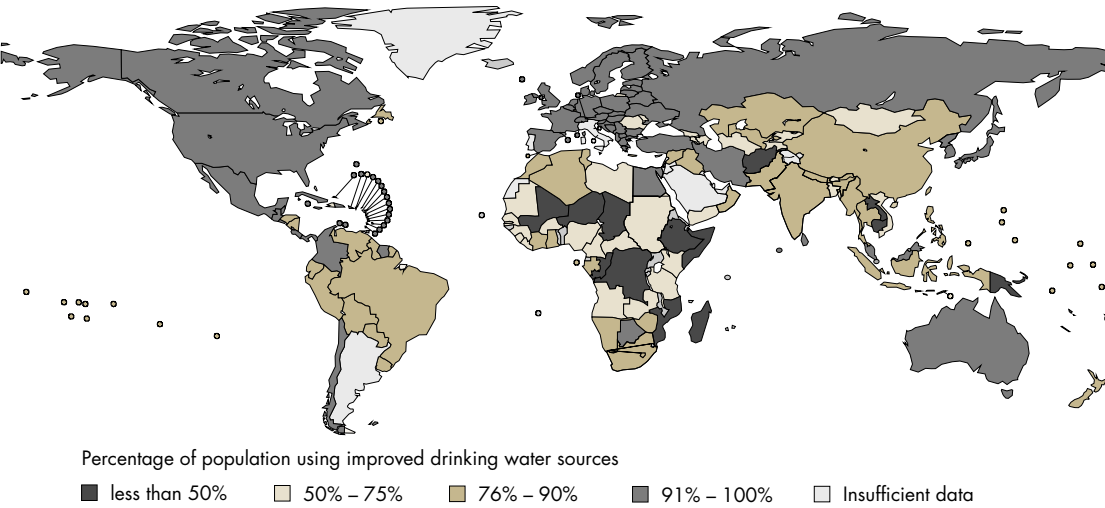 Percentage of population using improved drinking water sources
less than 50% 50% – 75% 76% – 90% 91% – 100% Insufficient data